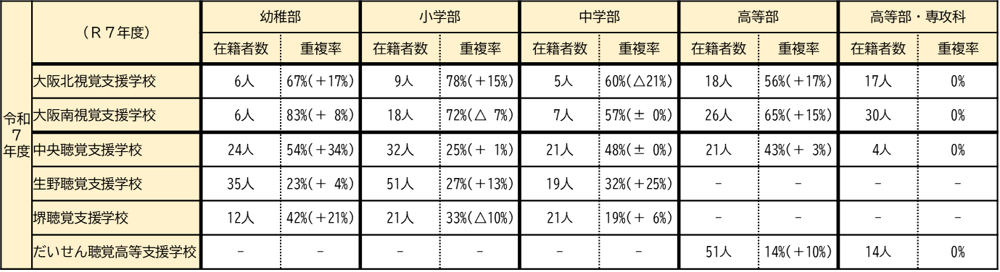 (R7年度) 幼稚部 小学部 中学部 高等部 高等部・専攻科
在籍者数 重複率 在籍者数 重複率 在籍者数 重複率 在籍者数 重複率 在籍者数 重複率
令和
7
年度
大阪北視覚支援学校 6人 67%(+17%) 9人 78%(+15%) 5人 60%(△21%) 18人 56%(+17%) 17人 0%
大阪南視覚支援学校 6人 83%(+ 8%) 18人 72%(△ 7%) 7人 57%(± 0%) 26人 65%(+15%) 30人 0%
中央聴覚支援学校 24人 54%(+34%) 32人 25%(+ 1%) 21人 48%(± 0%) 21人 43%(+ 3%) 4人 0%
生野聴覚支援学校 35人 23%(+ 4%) 51人 27%(+13%) 19人 32%(+25%) - - - -
堺聴覚支援学校 12人 42%(+21%) 21人 33%(△10%) 21人 19%(+ 6%) - - - -
だいせん聴覚高等支援学校 - - - - - - 51人 14%(+10%) 14人 0%